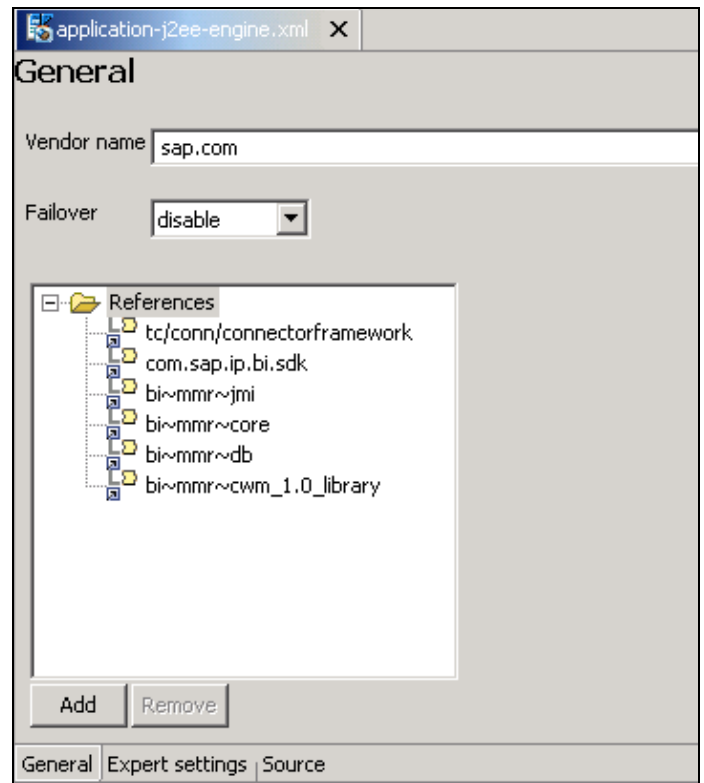 application-j2ee-engine.xml
General
Vendor name sap.com
Failover disable
References
tc/conn/connectorframework
com.sap.ip.bi.sdk
bi~mmr~jmi
bi~mmr~core
bi~mmr~db
bi~mmr~cwm_1.0_library
Add Remove
General Expert settings Source